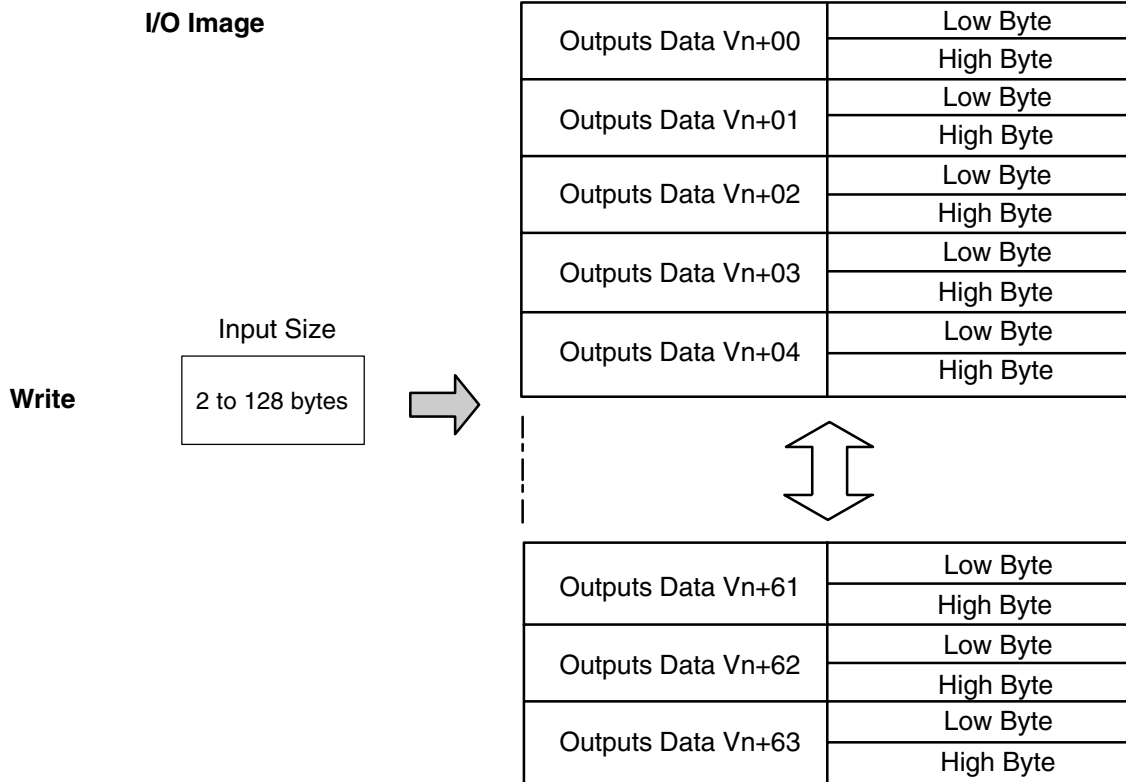 I/O Image
Outputs Data Vn+00
Low Byte
High Byte
Outputs Data Vn+01
Low Byte
High Byte
Outputs Data Vn+02
Low Byte
High Byte
Outputs Data Vn+03
Low Byte
High Byte
Input Size
Outputs Data Vn+04
Low Byte
High Byte
Write
2 to 128 bytes
Outputs Data Vn+61
Low Byte
High Byte
Outputs Data Vn+62
Low Byte
High Byte
Outputs Data Vn+63
Low Byte
High Byte